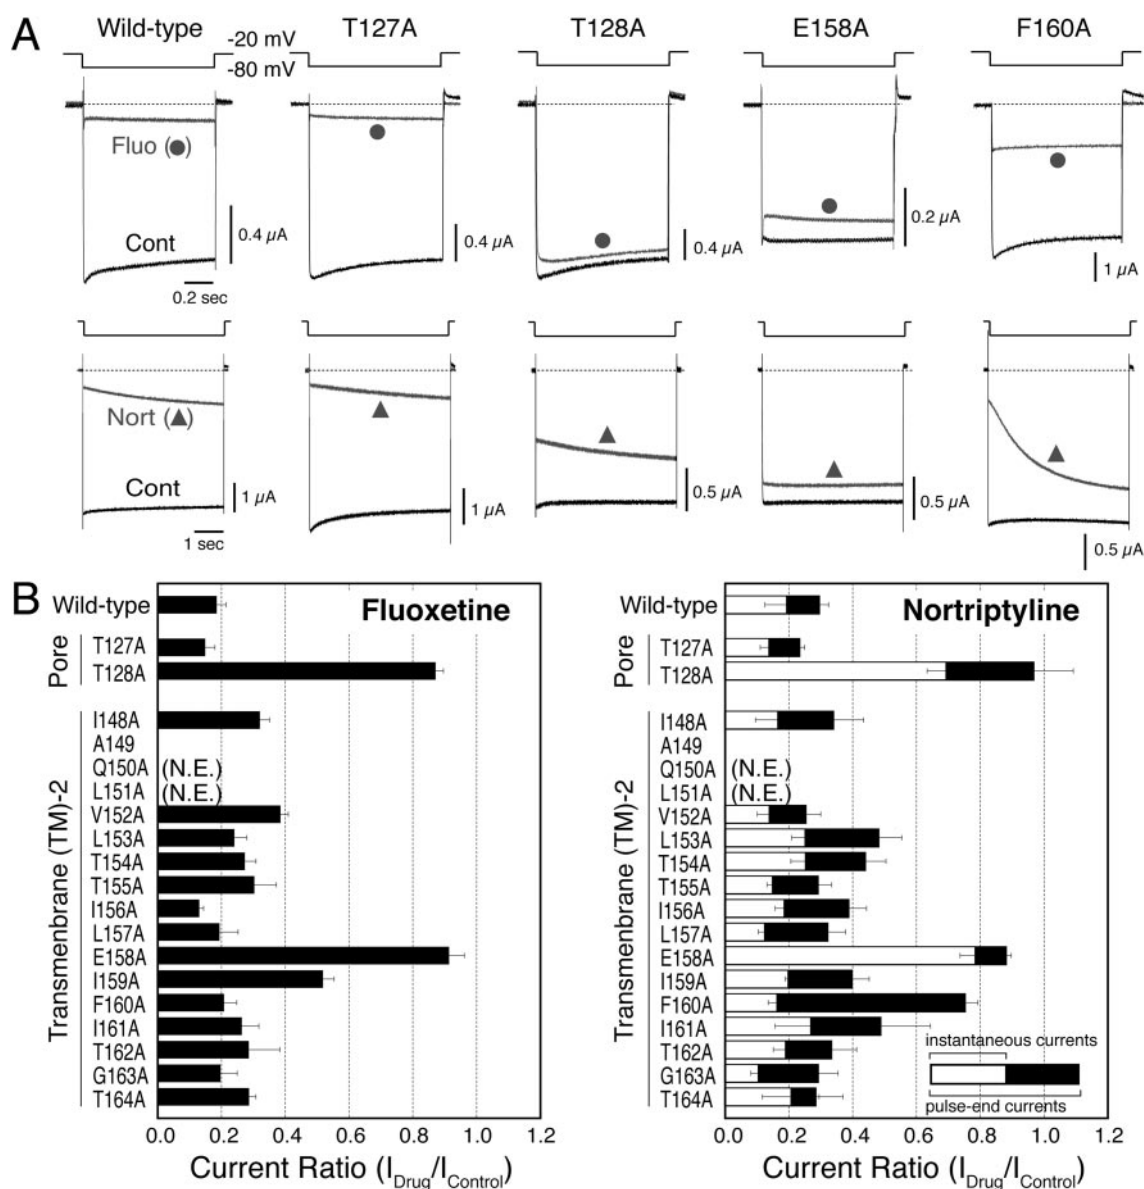 A
Wild-type T127A T128A E158A F160A
-20 mV
-80 mV
Fluo (●)
Cont
0.4 µA
0.2 sec
0.4 µA
0.4 µA
0.2 µA
1 µA
Nort (▲)
Cont
1 µA
1 sec
1 µA
0.5 µA
0.5 µA
0.5 µA
B
Fluoxetine
Wild-type
Pore
T127A
T128A
Transmenbrane (TM)-2
I148A
A149
Q150A (N.E.)
L151A (N.E.)
V152A
L153A
T154A
T155A
I156A
L157A
E158A
I159A
F160A
I161A
T162A
G163A
T164A
0.0 0.2 0.4 0.6 0.8 1.0 1.2
Current Ratio (I_Drug/I_Control)
Nortriptyline
Wild-type
Pore
T127A
T128A
Transmenbrane (TM)-2
I148A
A149
Q150A (N.E.)
L151A (N.E.)
V152A
L153A
T154A
T155A
I156A
L157A
E158A
I159A
F160A
I161A
T162A
G163A
T164A
instantaneous currents
pulse-end currents
0.0 0.2 0.4 0.6 0.8 1.0 1.2
Current Ratio (I_Drug/I_Control)